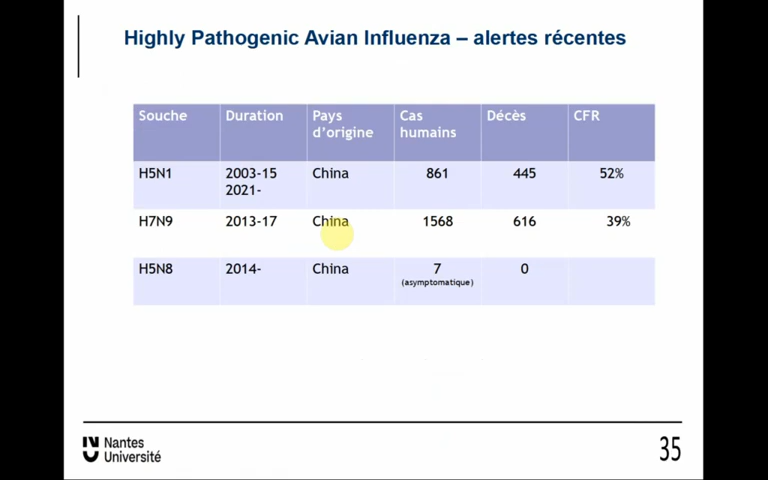 Highly Pathogenic Avian Influenza – alertes récentes
Souche Duration Pays d’origine Cas humains Décès CFR
H5N1 2003-15 2021- China 861 445 52%
H7N9 2013-17 China 1568 616 39%
H5N8 2014- China 7 (asymptomatique) 0
Nantes
Université
35